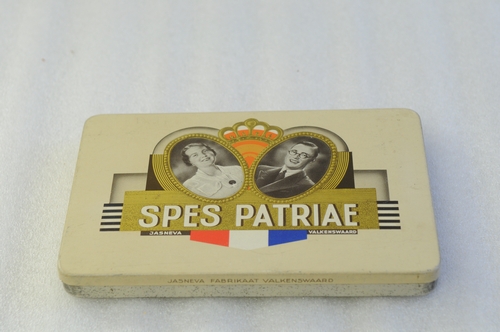 SPES PATRIAE
JASNEVA VALKENSWAARD
JASNEVA FABRIKAAT VALKENSWAARD